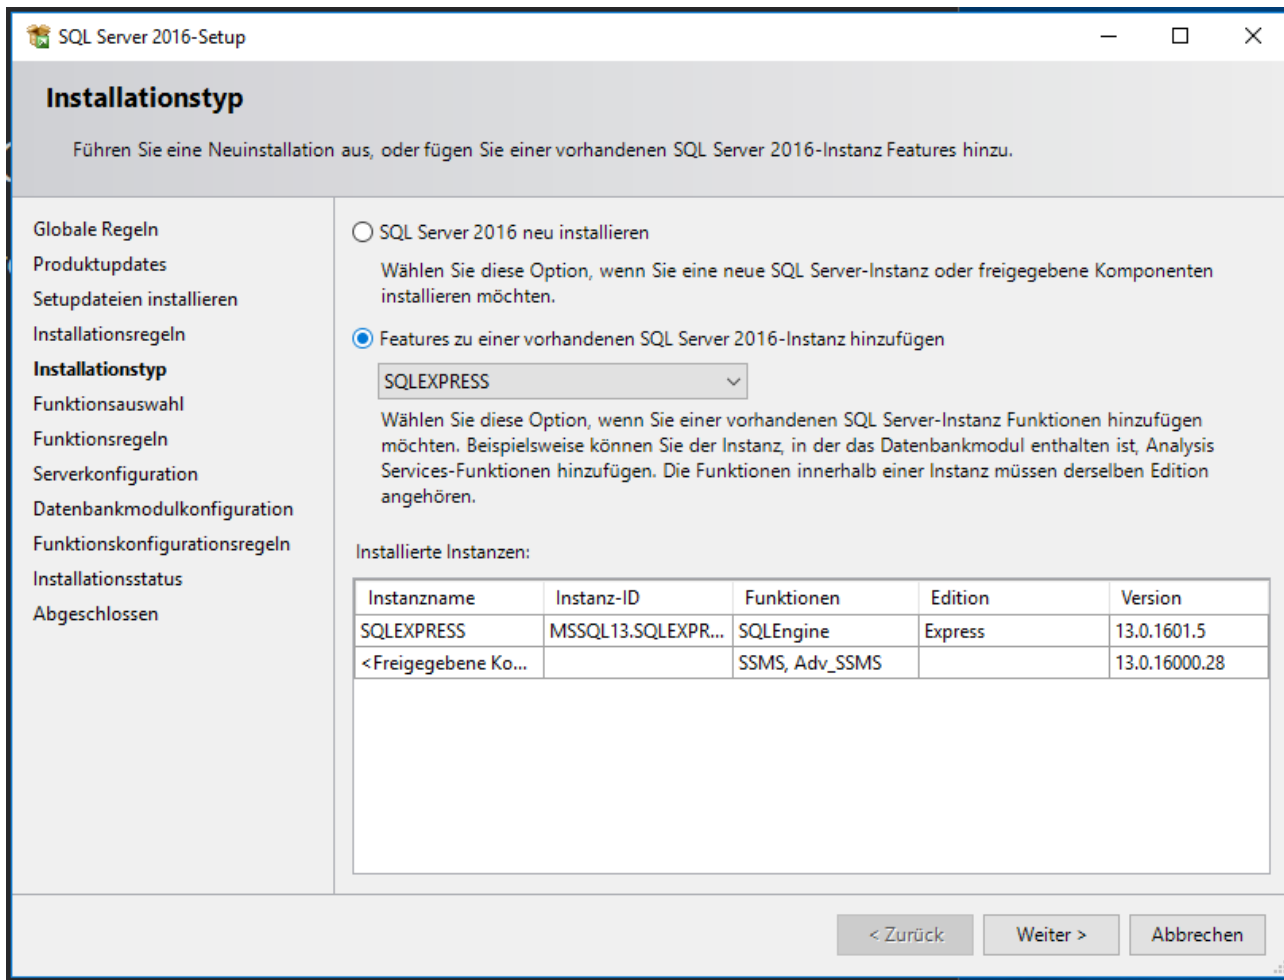 SQL Server 2016-Setup
Installationstyp
Führen Sie eine Neuinstallation aus, oder fügen Sie einer vorhandenen SQL Server 2016-Instanz Features hinzu.
Globale Regeln
Produktupdates
Setupdateien installieren
Installationsregeln
Installationstyp
Funktionsauswahl
Funktionsregeln
Serverkonfiguration
Datenbankmodulkonfiguration
Funktionskonfigurationsregeln
Installationsstatus
Abgeschlossen
SQL Server 2016 neu installieren
Wählen Sie diese Option, wenn Sie eine neue SQL Server-Instanz oder freigegebene Komponenten
installieren möchten.
Features zu einer vorhandenen SQL Server 2016-Instanz hinzufügen
SQLEXPRESS
Wählen Sie diese Option, wenn Sie einer vorhandenen SQL Server-Instanz Funktionen hinzufügen
möchten. Beispielsweise können Sie der Instanz, in der das Datenbankmodul enthalten ist, Analysis
Services-Funktionen hinzufügen. Die Funktionen innerhalb einer Instanz müssen derselben Edition
angehören.
Installierte Instanzen:
Instanzname Instanz-ID Funktionen Edition Version
SQLEXPRESS MSSQL13.SQLEXPR... SQLEngine Express 13.0.1601.5
<Freigegebene Ko... SSMS, Adv_SSMS 13.0.16000.28
< Zurück Weiter > Abbrechen